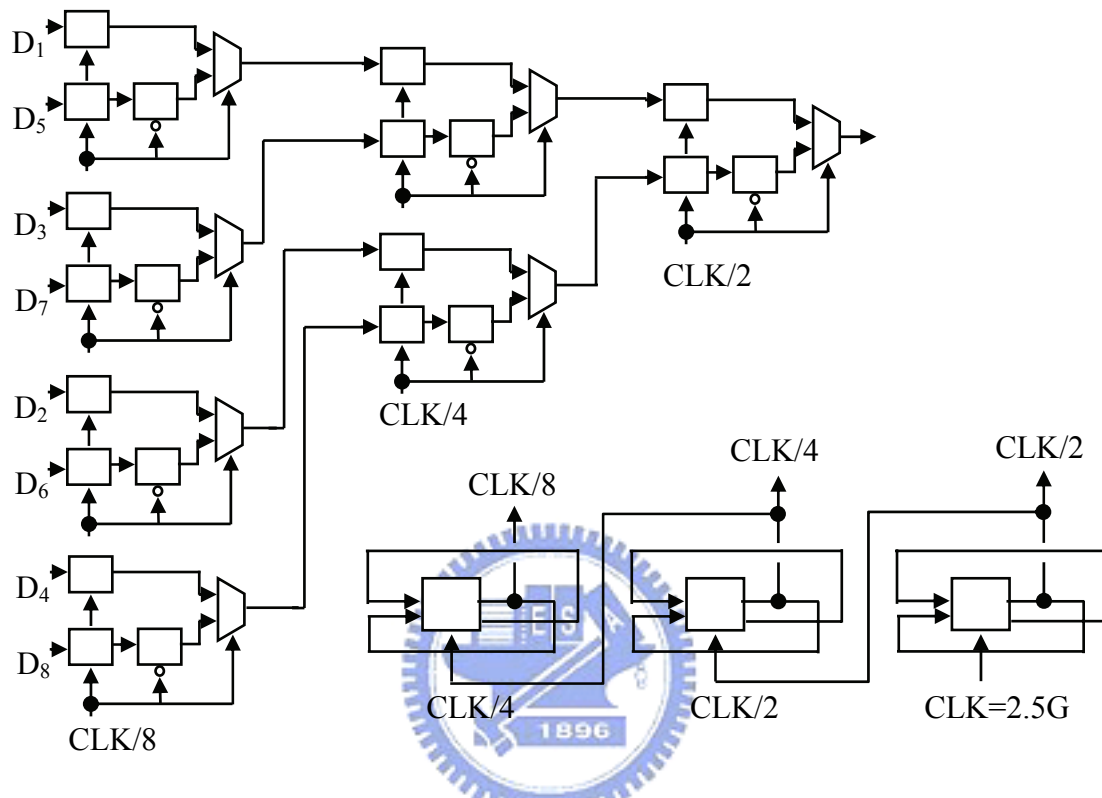 D₁
D₅
D₃
D₇
CLK/2
D₂
D₆
CLK/4
CLK/8
CLK/4
CLK/2
D₄
D₈
E S A
CLK/8
CLK/4
CLK/2
CLK=2.5G
1896